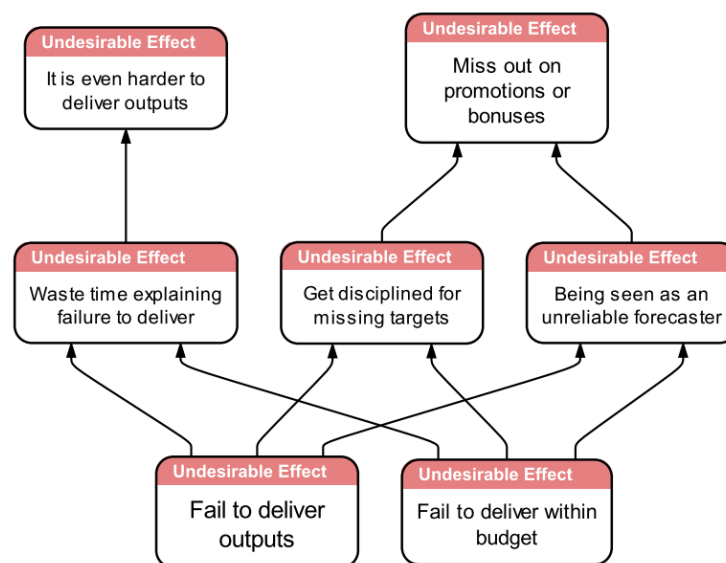 Undesirable Effect
It is even harder to
deliver outputs
Undesirable Effect
Miss out on
promotions or
bonuses
Undesirable Effect
Waste time explaining
failure to deliver
Undesirable Effect
Get disciplined for
missing targets
Undesirable Effect
Being seen as an
unreliable forecaster
Undesirable Effect
Fail to deliver
outputs
Undesirable Effect
Fail to deliver within
budget